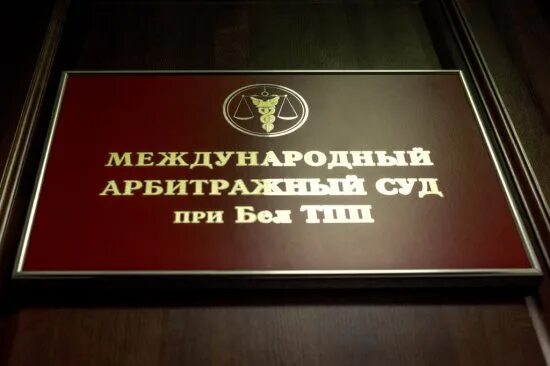 МЕЖДУНАРОДНЫЙ
АРБИТРАЖНЫЙ СУД
ПРИ Бел ТПП